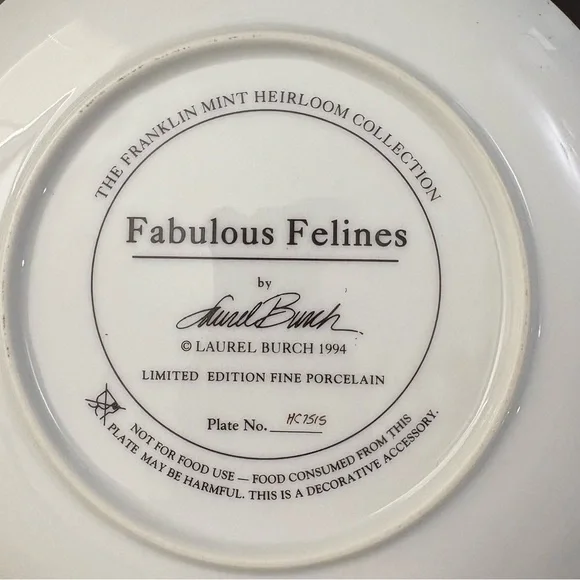 THE FRANKLIN MINT HEIRLOOM COLLECTION
Fabulous Felines
by
Laurel Burch
© LAUREL BURCH 1994
LIMITED EDITION FINE PORCELAIN
Plate No. HC7515
NOT FOR FOOD USE — FOOD CONSUMED FROM THIS
PLATE MAY BE HARMFUL. THIS IS A DECORATIVE ACCESSORY.